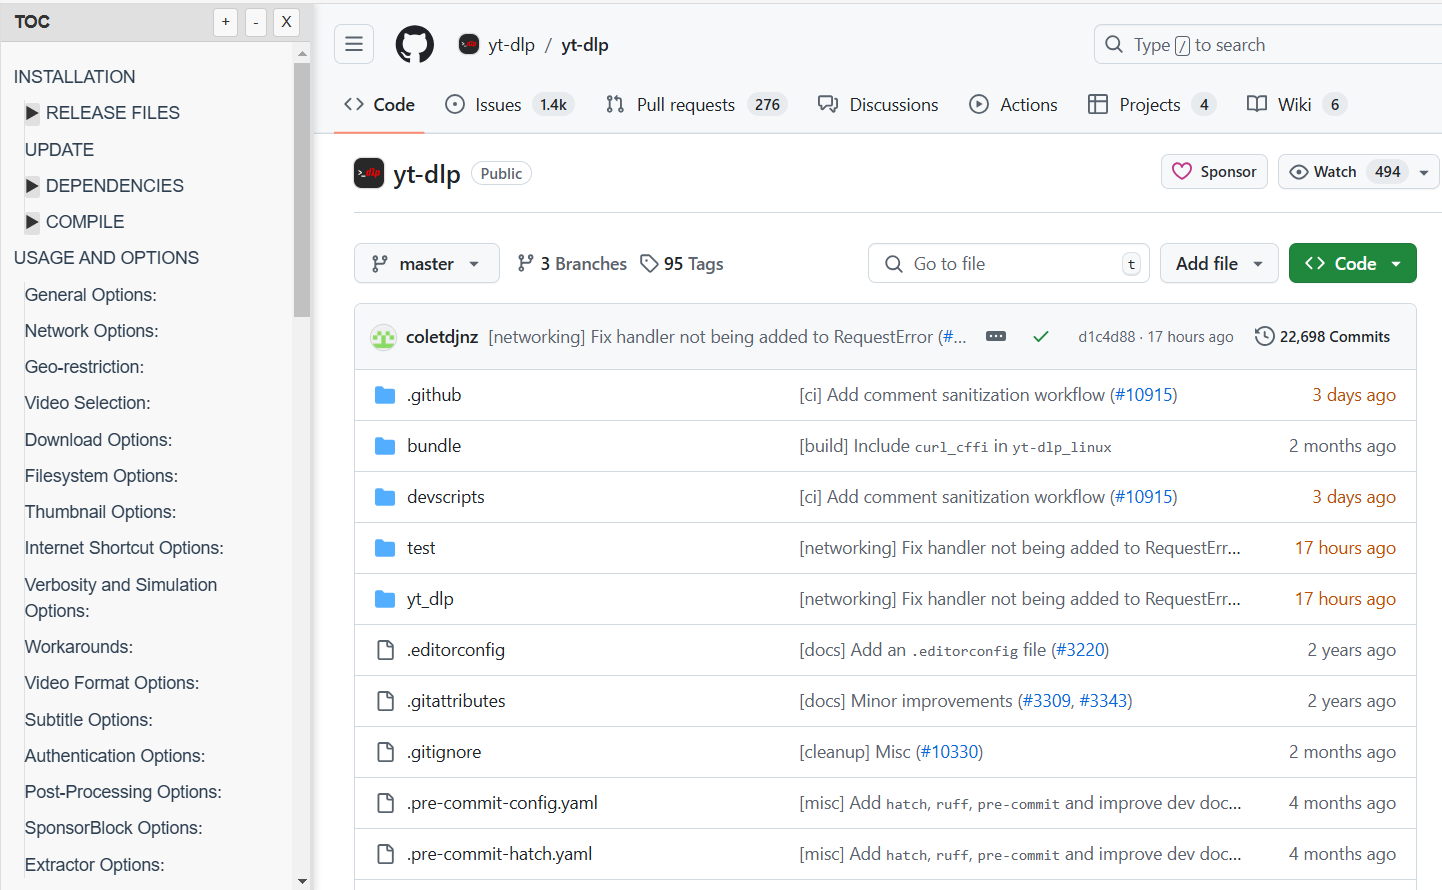 TOC + - X
INSTALLATION
RELEASE FILES
UPDATE
DEPENDENCIES
COMPILE
USAGE AND OPTIONS
General Options:
Network Options:
Geo-restriction:
Video Selection:
Download Options:
Filesystem Options:
Thumbnail Options:
Internet Shortcut Options:
Verbosity and Simulation
Options:
Workarounds:
Video Format Options:
Subtitle Options:
Authentication Options:
Post-Processing Options:
SponsorBlock Options:
Extractor Options:
yt-dlp / yt-dlp
Type / to search
Code Issues 1.4k Pull requests 276 Discussions Actions Projects 4 Wiki 6
>_dlp yt-dlp Public Sponsor Watch 494
master 3 Branches 95 Tags Go to file t Add file Code
coletdjnz [networking] Fix handler not being added to RequestError (#... d1c4d88 · 17 hours ago 22,698 Commits
.github [ci] Add comment sanitization workflow (#10915) 3 days ago
bundle [build] Include curl_cffi in yt-dlp_linux 2 months ago
devscripts [ci] Add comment sanitization workflow (#10915) 3 days ago
test [networking] Fix handler not being added to RequestErr... 17 hours ago
yt_dlp [networking] Fix handler not being added to RequestErr... 17 hours ago
.editorconfig [docs] Add an .editorconfig file (#3220) 2 years ago
.gitattributes [docs] Minor improvements (#3309, #3343) 2 years ago
.gitignore [cleanup] Misc (#10330) 2 months ago
.pre-commit-config.yaml [misc] Add hatch, ruff, pre-commit and improve dev doc... 4 months ago
.pre-commit-hatch.yaml [misc] Add hatch, ruff, pre-commit and improve dev doc... 4 months ago